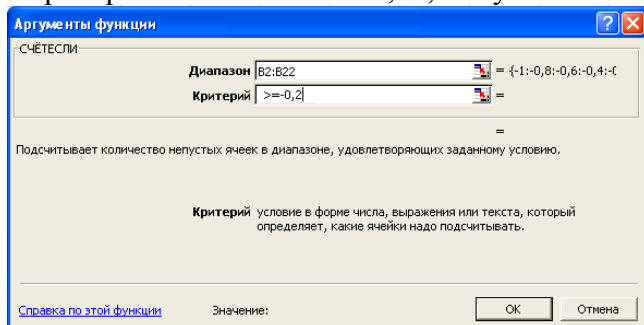 Аргументы функции
СЧЁТЕСЛИ
Диапазон B2:B22 = {-1:-0,8:-0,6:-0,4:-0
Критерий >=-0,2 =
=
Подсчитывает количество непустых ячеек в диапазоне, удовлетворяющих заданному условию.
Критерий условие в форме числа, выражения или текста, который
определяет, какие ячейки надо подсчитывать.
Справка по этой функции Значение: ОК Отмена